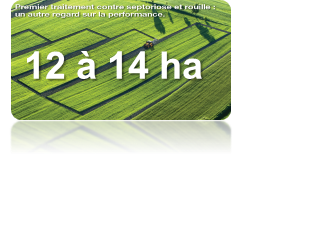 Premier traitement contre septoriose et rouille :
un autre regard sur la performance.
12 à 14 ha